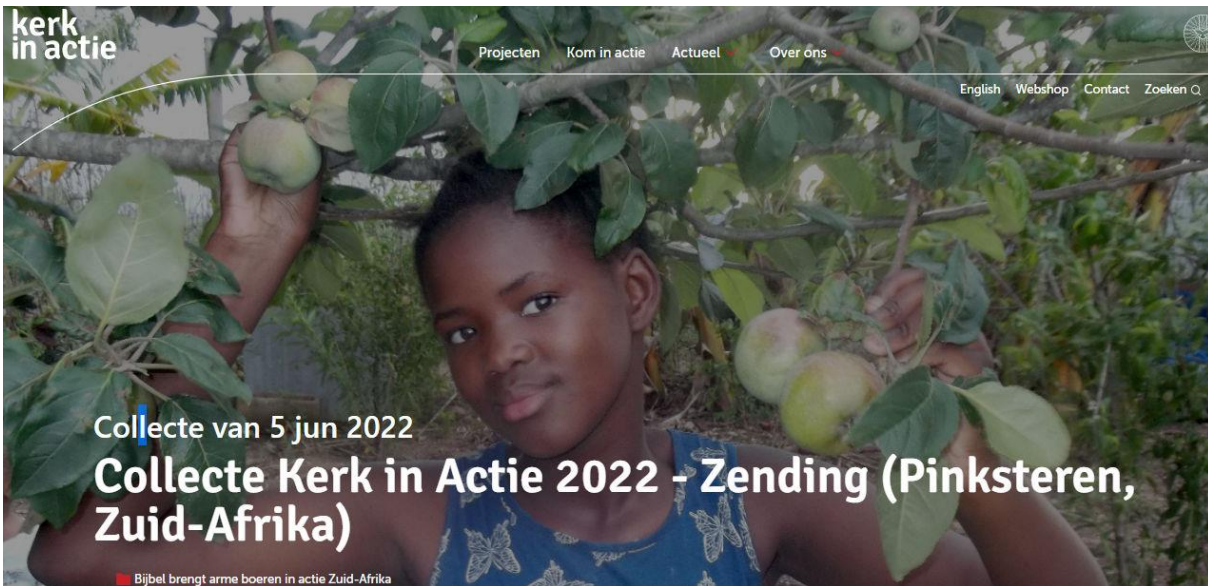 kerk
in actie
Projecten Kom in actie Actueel Over ons
English Webshop Contact Zoeken
Collecte van 5 jun 2022
Collecte Kerk in Actie 2022 - Zending (Pinksteren,
Zuid-Afrika)
Bijbel brengt arme boeren in actie Zuid-Afrika